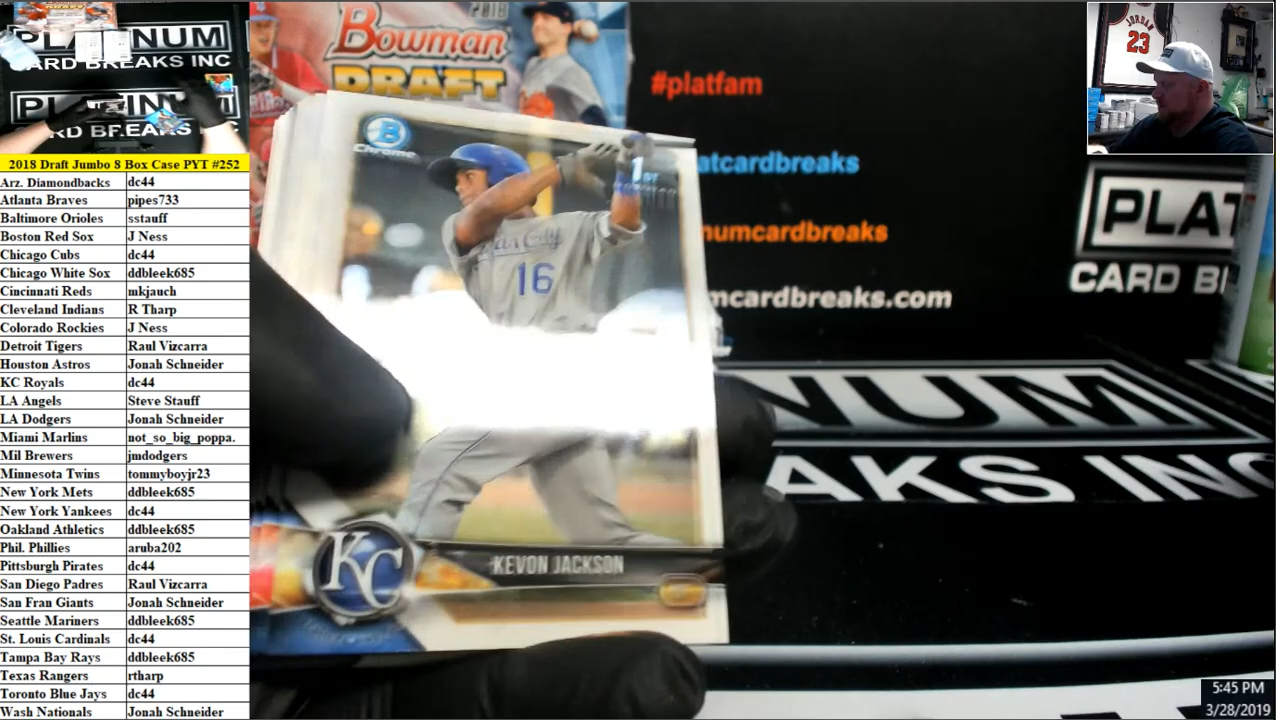 PLATINUM
CARD BREAKS INC
PLATINUM
CARD BREAKS INC
2018 Draft Jumbo 8 Box Case PYT #252
Arz. Diamondbacks dc44
Atlanta Braves pipes733
Baltimore Orioles sstauff
Boston Red Sox J Ness
Chicago Cubs dc44
Chicago White Sox ddbleek685
Cincinnati Reds mkjauch
Cleveland Indians R Tharp
Colorado Rockies J Ness
Detroit Tigers Raul Vizcarra
Houston Astros Jonah Schneider
KC Royals dc44
LA Angels Steve Stauff
LA Dodgers Jonah Schneider
Miami Marlins not_so_big_poppa.
Mil Brewers jmdodgers
Minnesota Twins tommyboyjr23
New York Mets ddbleek685
New York Yankees dc44
Oakland Athletics ddbleek685
Phil. Phillies aruba202
Pittsburgh Pirates dc44
San Diego Padres Raul Vizcarra
San Fran Giants Jonah Schneider
Seattle Mariners ddbleek685
St. Louis Cardinals dc44
Tampa Bay Rays ddbleek685
Texas Rangers rtharp
Toronto Blue Jays dc44
Wash Nationals Jonah Schneider
2018
Bowman
DRAFT
B
Chrome
1ST
BOWMAN
16
KC
KEVON JACKSON
#platfam
atcardbreaks
numcardbreaks
mcardbreaks.com
JORDAN
23
PLAT
CARD BR
NUM
AKS INC
5:45 PM
3/28/2019